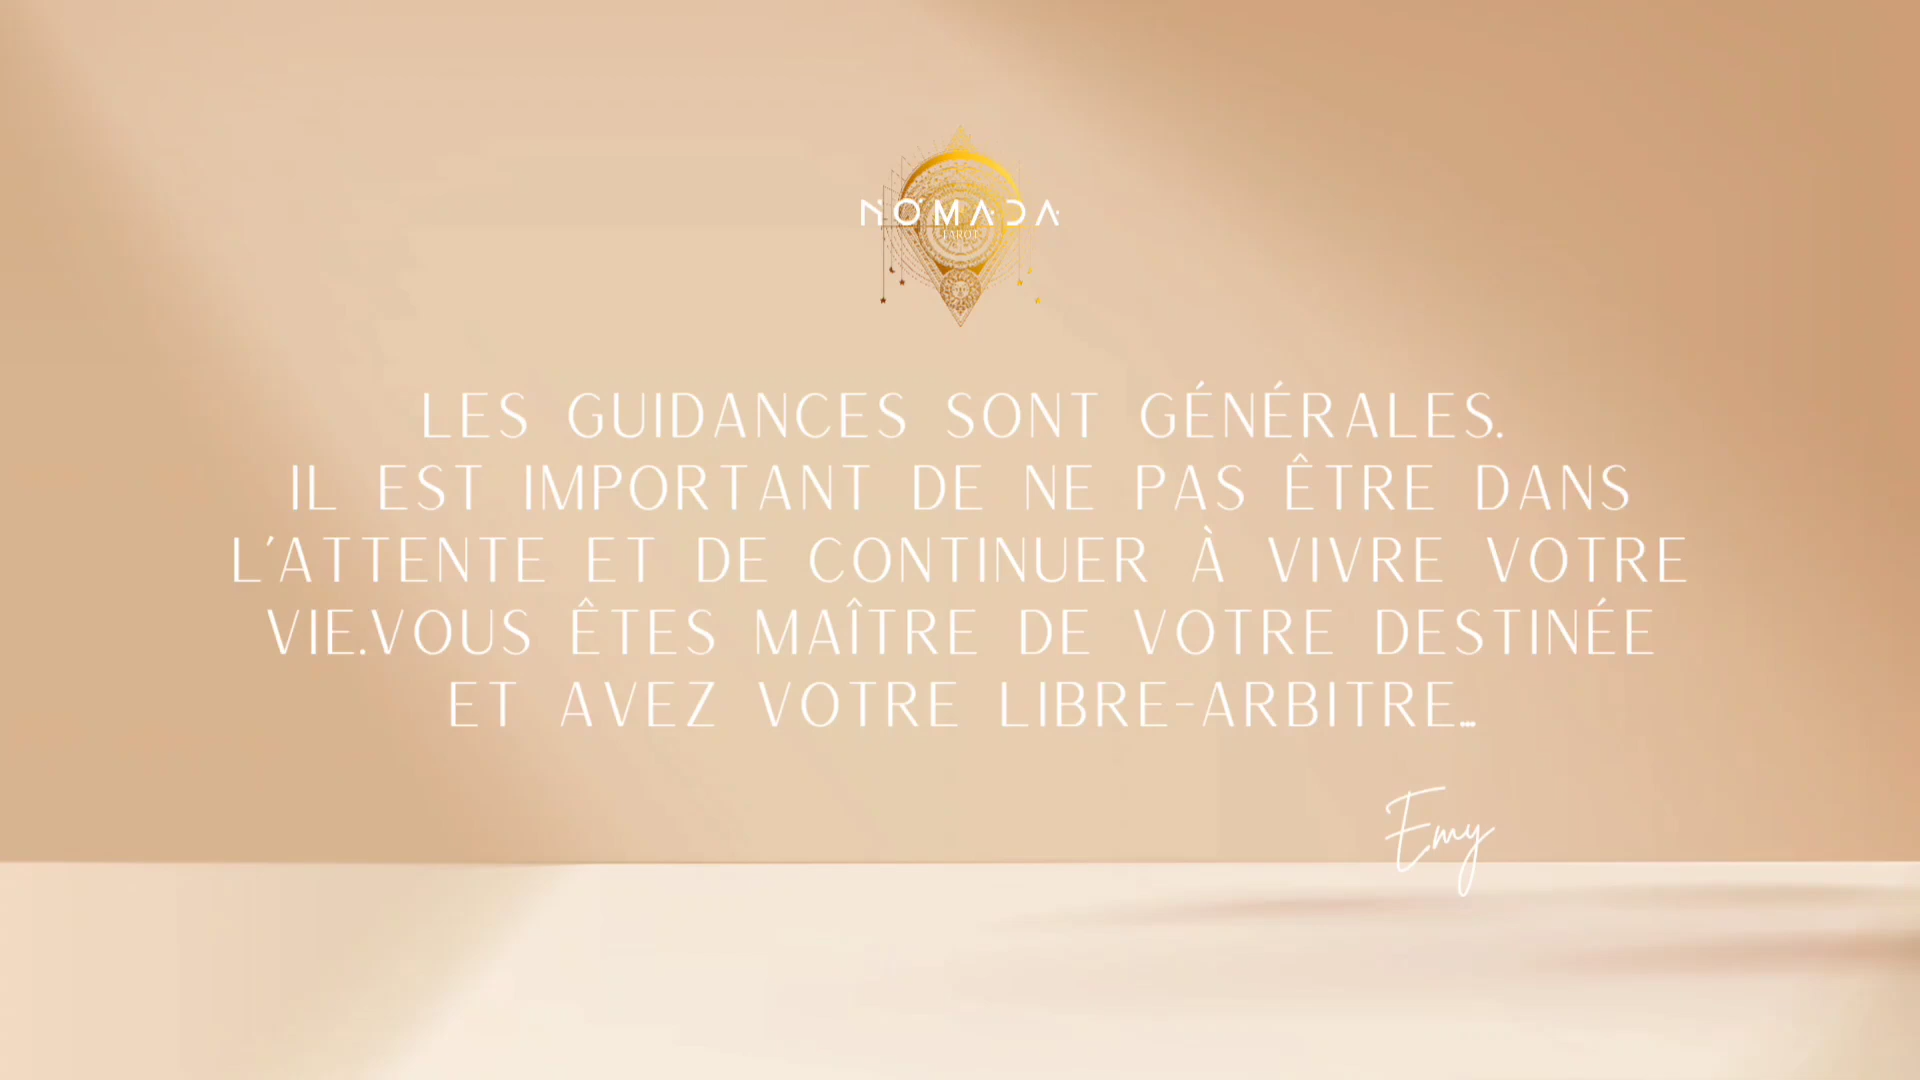 NOMADA
TAROT
LES GUIDANCES SONT GÉNÉRALES.
IL EST IMPORTANT DE NE PAS ÊTRE DANS
L'ATTENTE ET DE CONTINUER À VIVRE VOTRE
VIE.VOUS ÊTES MAÎTRE DE VOTRE DESTINÉE
ET AVEZ VOTRE LIBRE-ARBITRE...
Emy